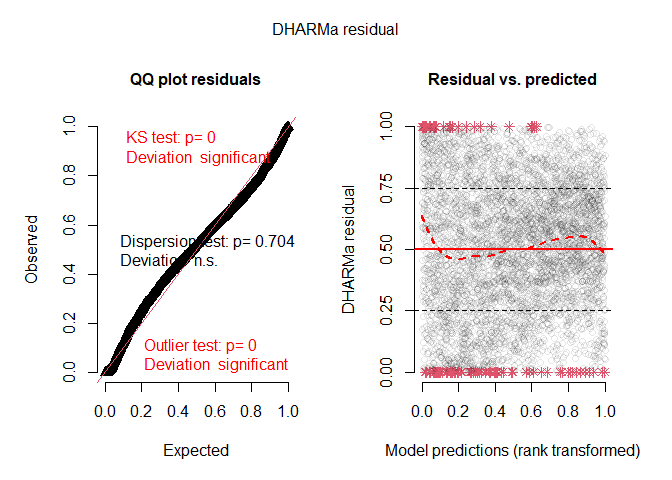 DHARMa residual
QQ plot residuals
Observed
0.0 0.2 0.4 0.6 0.8 1.0
KS test: p= 0
Deviation significant
Dispersion test: p= 0.704
Deviation n.s.
Outlier test: p= 0
Deviation significant
0.0 0.2 0.4 0.6 0.8 1.0
Expected
Residual vs. predicted
DHARMa residual
0.00 0.25 0.50 0.75 1.00
0.0 0.2 0.4 0.6 0.8 1.0
Model predictions (rank transformed)